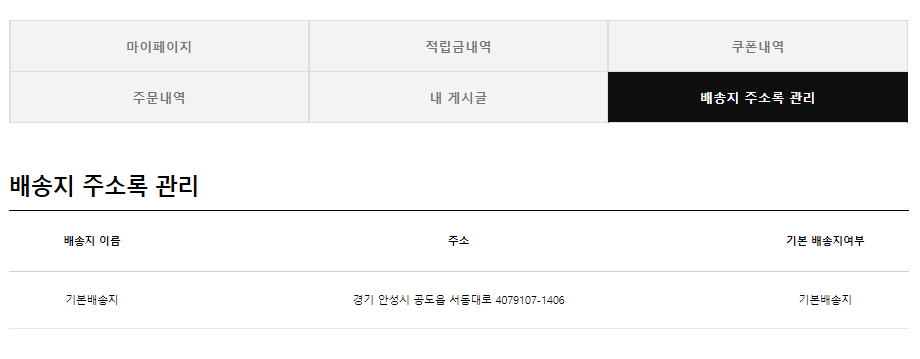 마이페이지 적립금내역 쿠폰내역
주문내역 내 게시글 배송지 주소록 관리
배송지 주소록 관리
배송지 이름 주소 기본 배송지여부
기본배송지 경기 안성시 공도읍 서동대로 4079107-1406 기본배송지